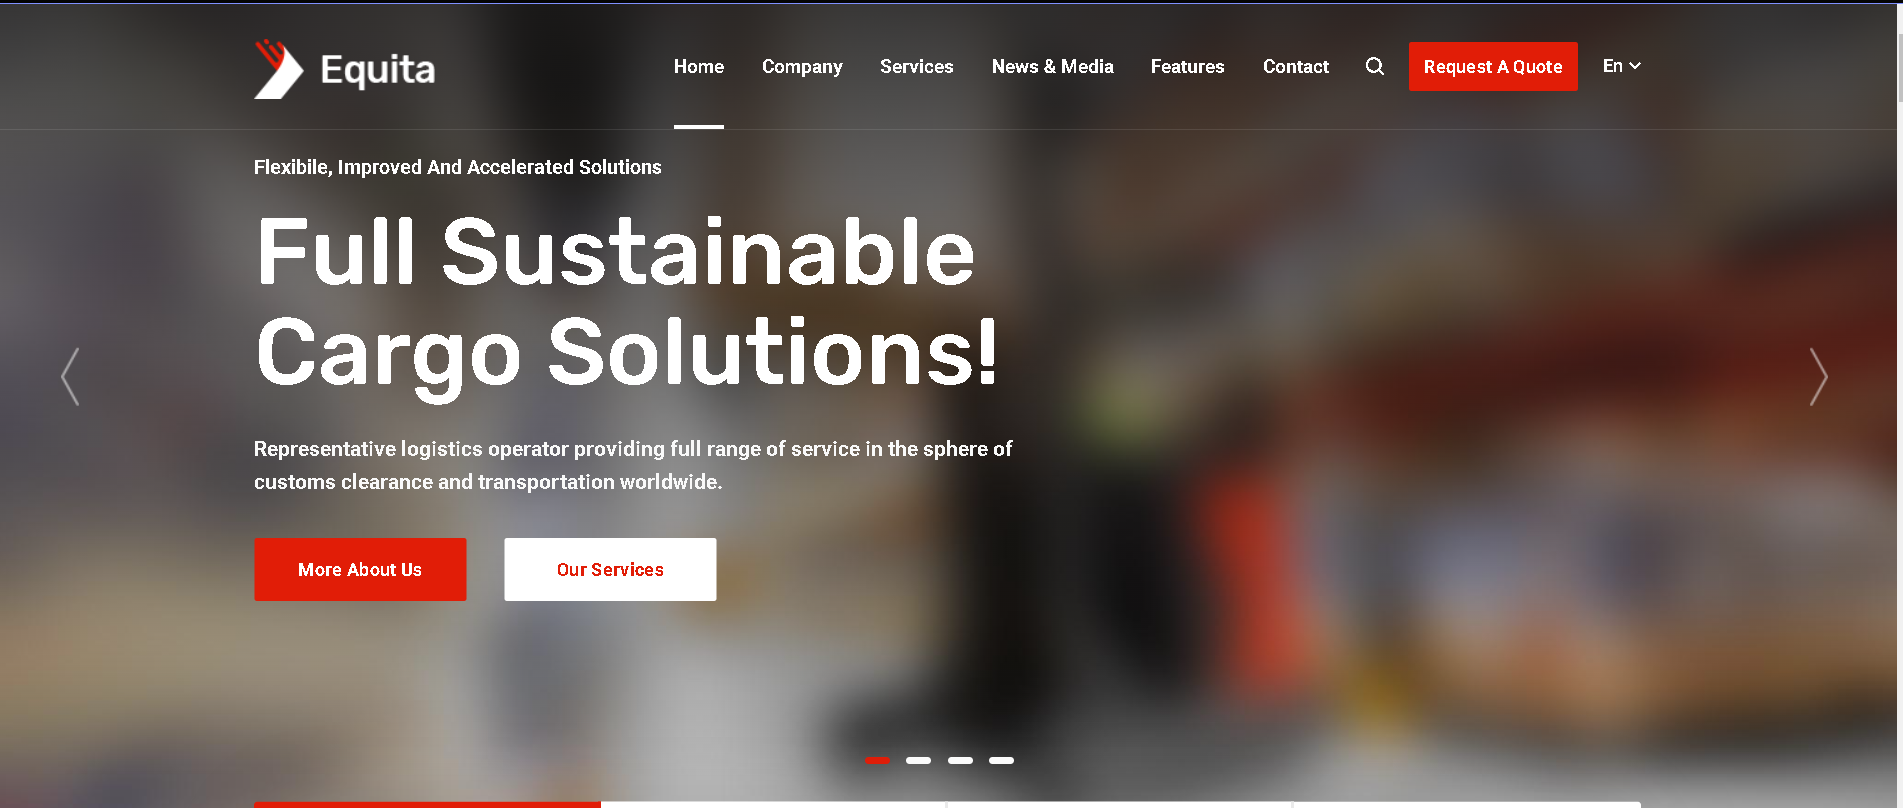 Equita
Home Company Services News & Media Features Contact Request A Quote En
Flexibile, Improved And Accelerated Solutions
Full Sustainable
Cargo Solutions!
Representative logistics operator providing full range of service in the sphere of
customs clearance and transportation worldwide.
More About Us Our Services